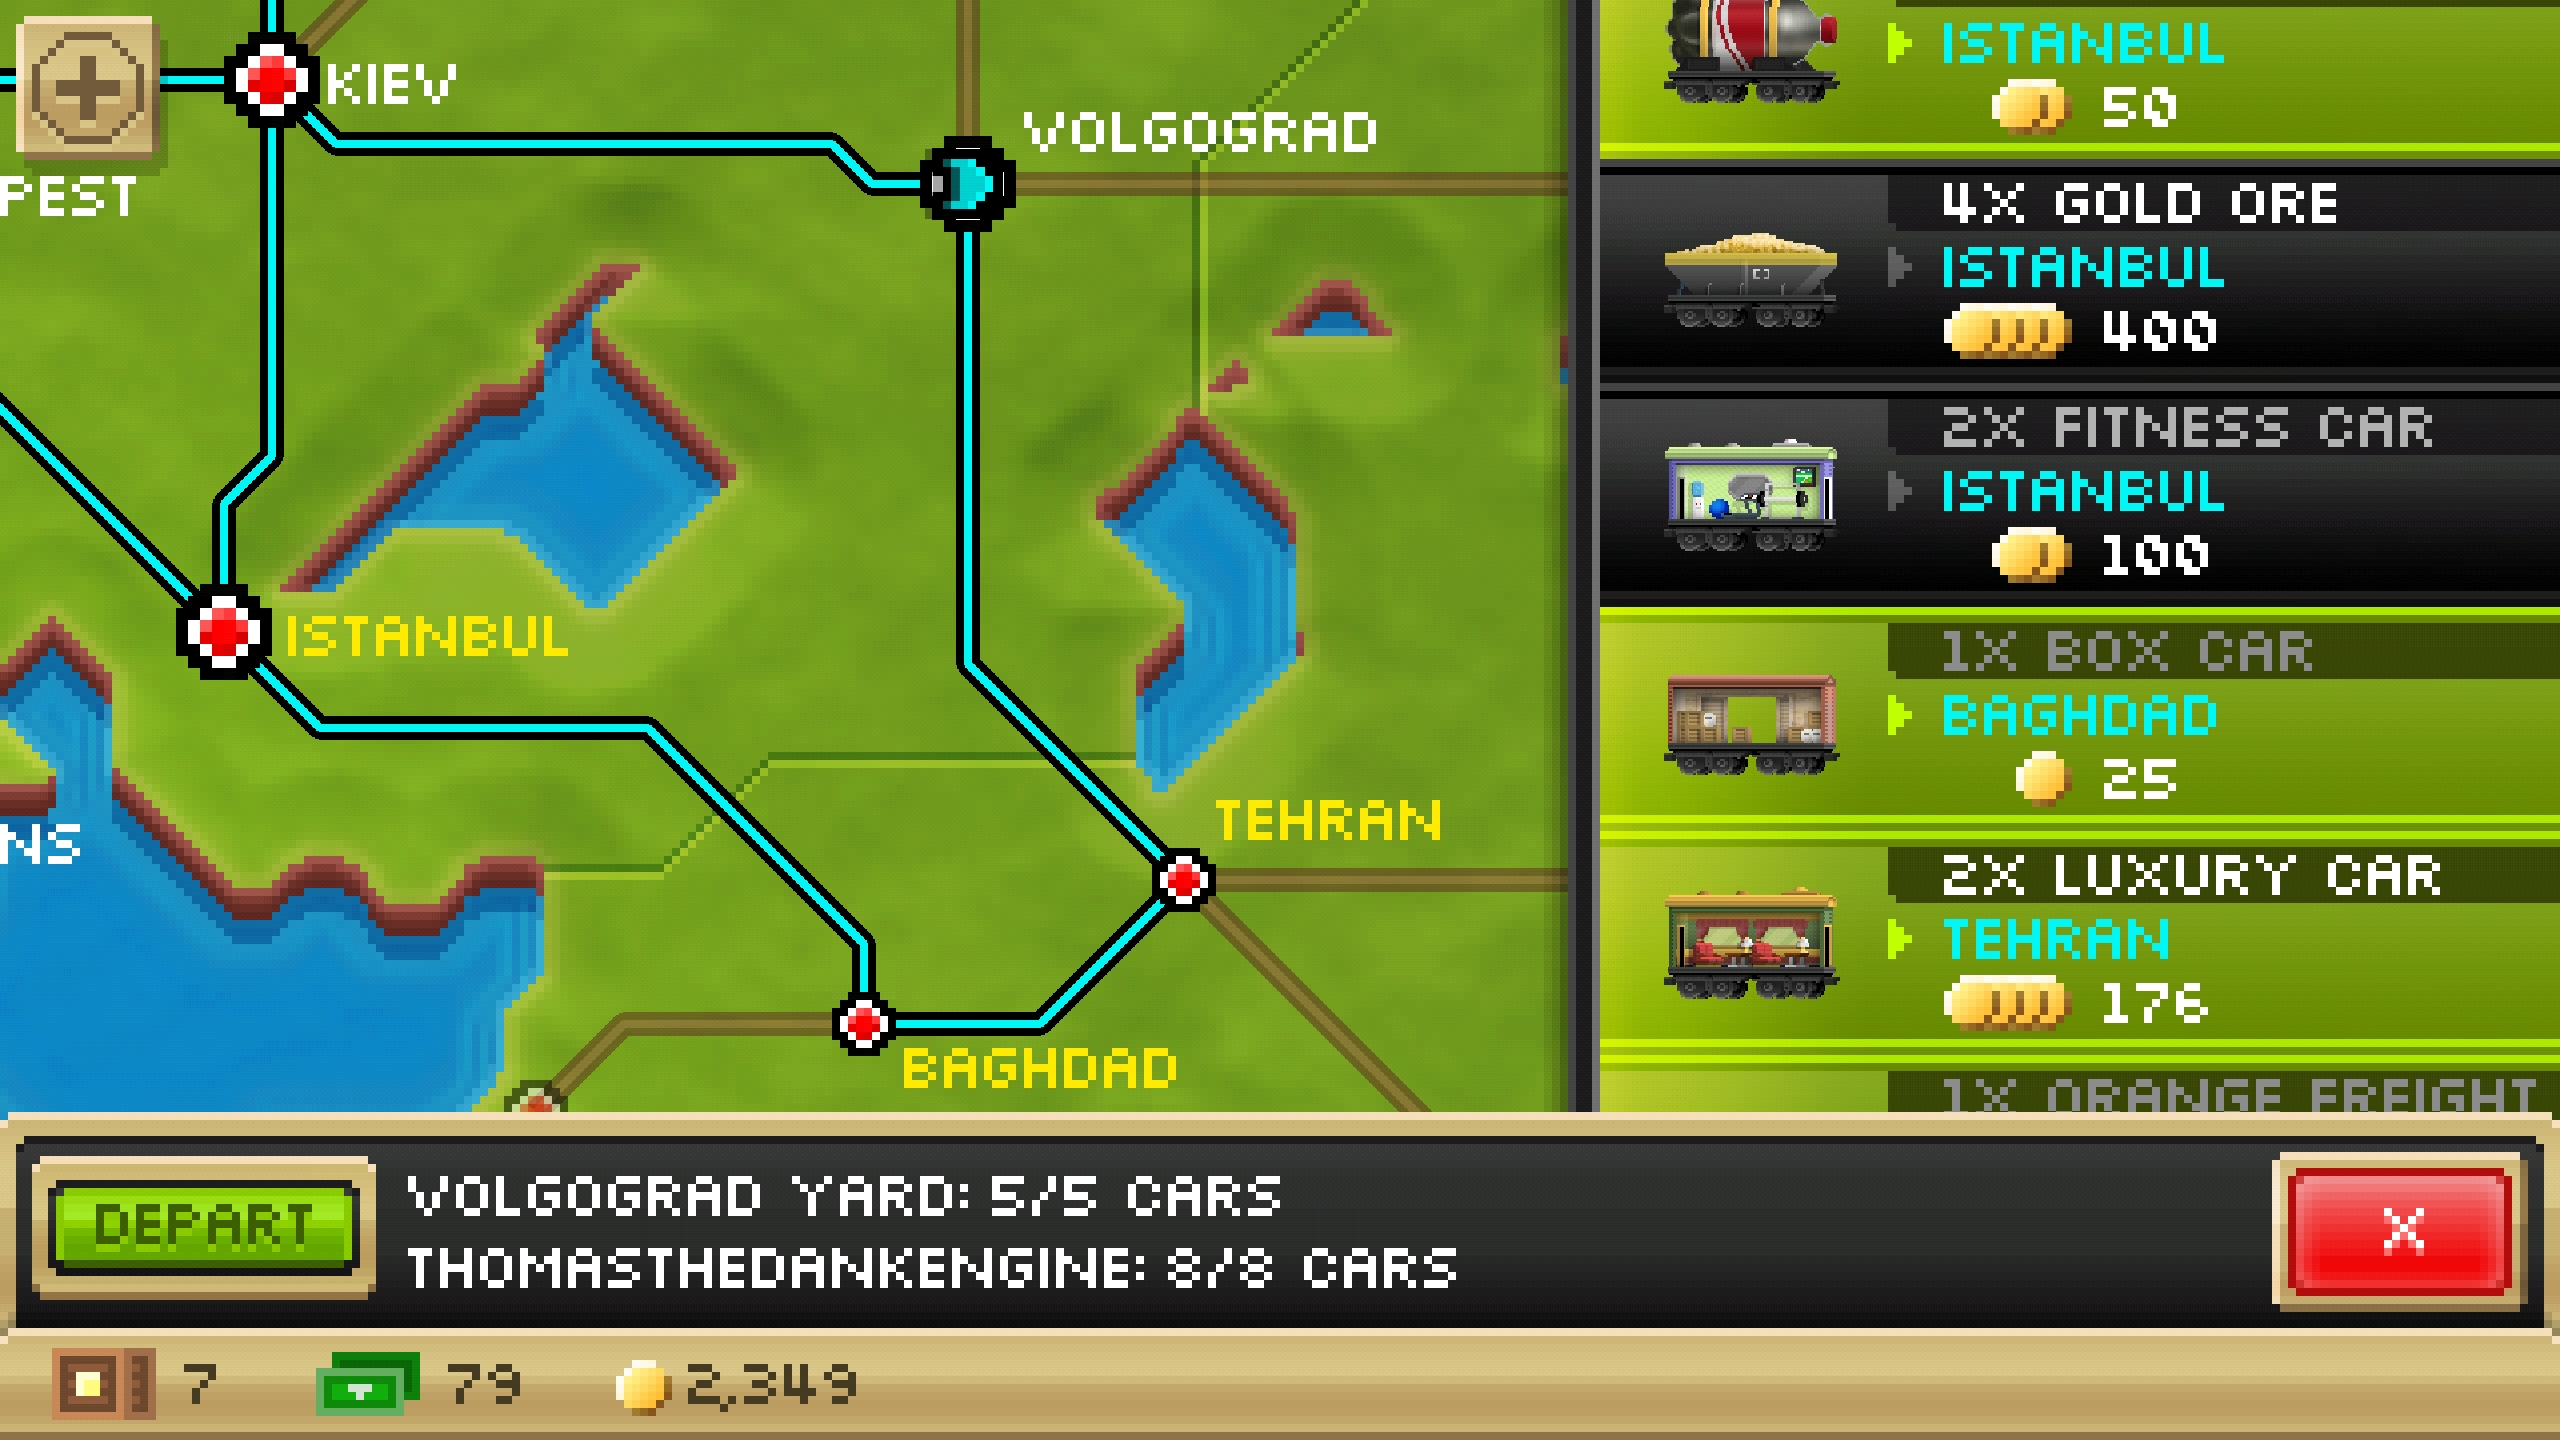 KIEV
VOLGOGRAD
PEST
ISTANBUL
NS
TEHRAN
BAGHDAD
ISTANBUL
50
4X GOLD ORE
ISTANBUL
400
2X FITNESS CAR
ISTANBUL
100
1X BOX CAR
BAGHDAD
25
2X LUXURY CAR
TEHRAN
176
1X ORANGE FREIGHT
DEPART
VOLGOGRAD YARD: 5/5 CARS
THOMASTHEDANKENGINE: 8/8 CARS
X
7
79
2,349